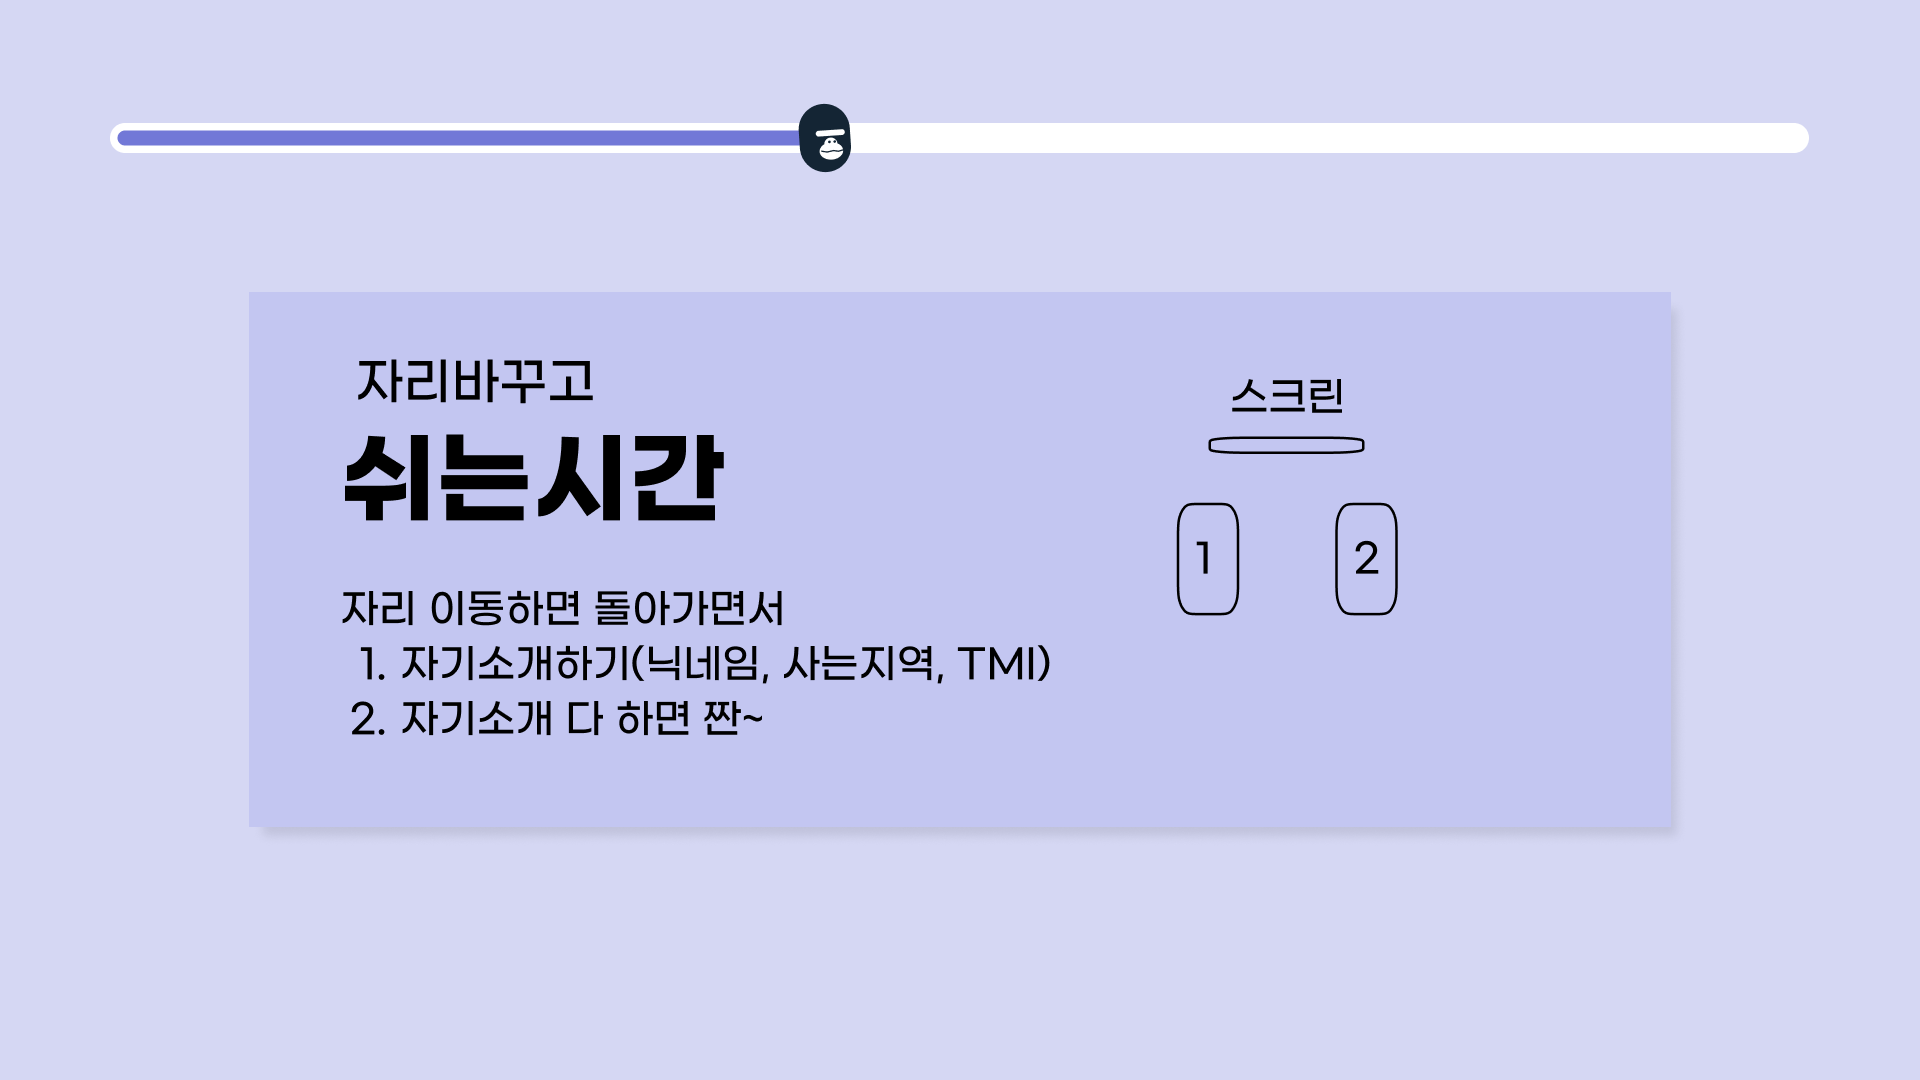 자리바꾸고
쉬는시간
자리 이동하면 돌아가면서
1. 자기소개하기(닉네임, 사는지역, TMI)
2. 자기소개 다 하면 짠~
스크린
1
2